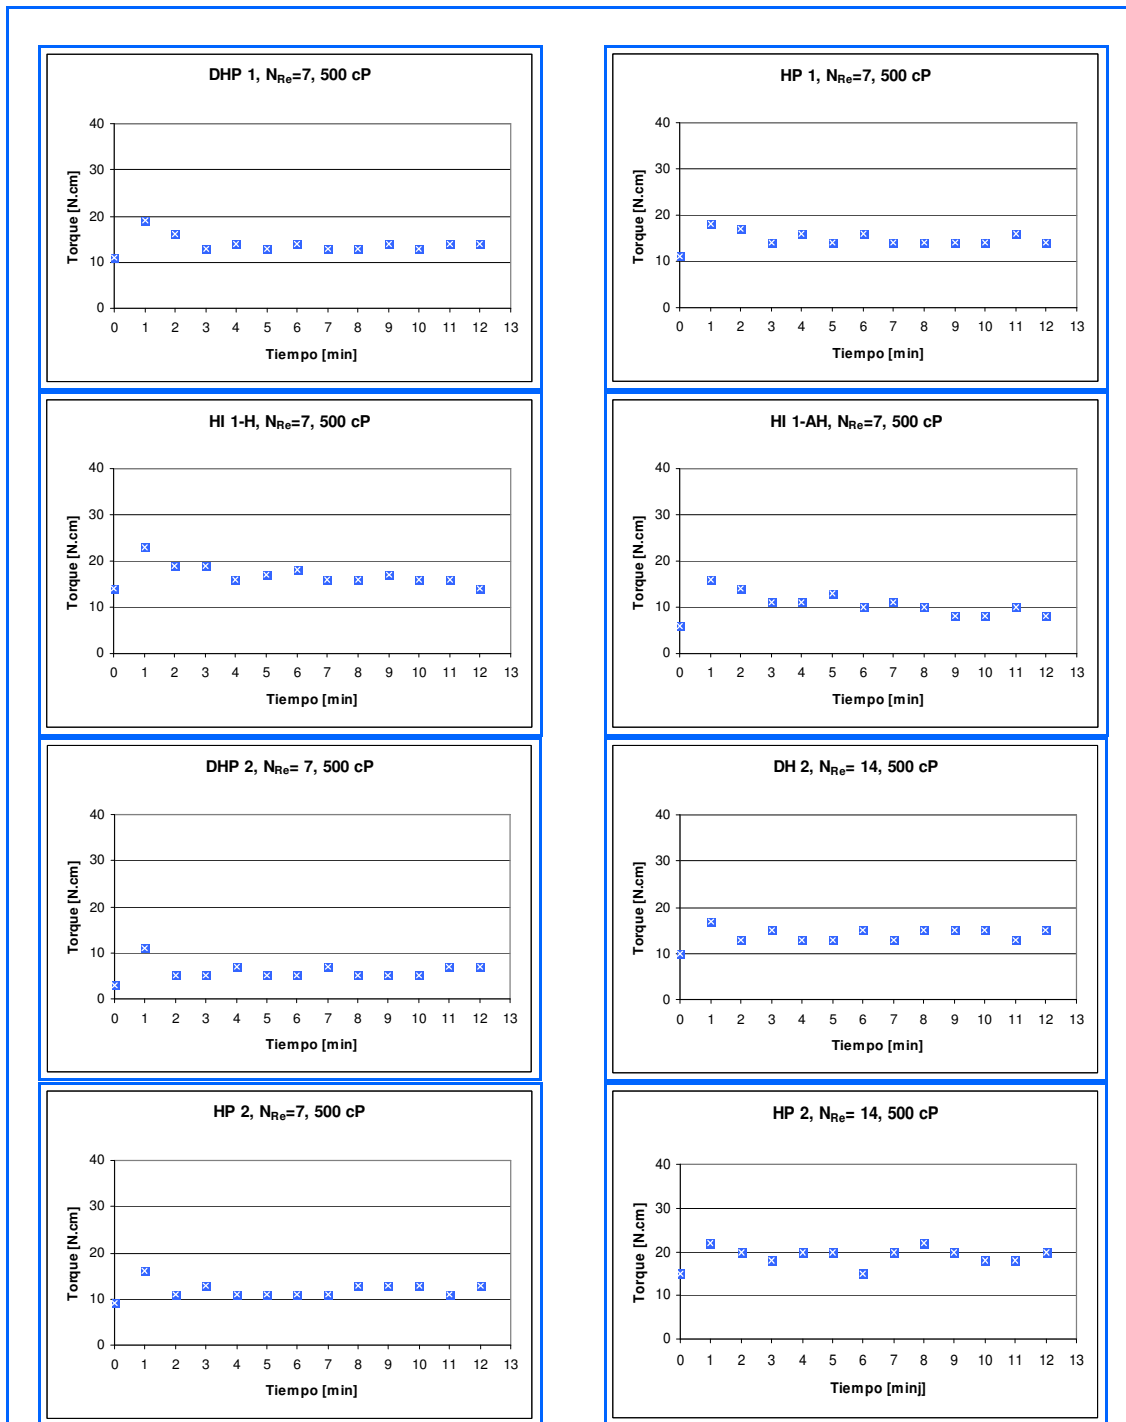 DHP 1, NRe=7, 500 cP
40
30
20
10
0
Torque [N.cm]
0 1 2 3 4 5 6 7 8 9 10 11 12 13
Tiempo [min]
HP 1, NRe=7, 500 cP
40
30
20
10
0
Torque [N.cm]
0 1 2 3 4 5 6 7 8 9 10 11 12 13
Tiempo [min]
HI 1-H, NRe=7, 500 cP
40
30
20
10
0
Torque [N.cm]
0 1 2 3 4 5 6 7 8 9 10 11 12 13
Tiempo [min]
HI 1-AH, NRe=7, 500 cP
40
30
20
10
0
Torque [N.cm]
0 1 2 3 4 5 6 7 8 9 10 11 12 13
Tiempo [min]
DHP 2, NRe= 7, 500 cP
40
30
20
10
0
Torque [N.cm]
0 1 2 3 4 5 6 7 8 9 10 11 12 13
Tiempo [min]
DH 2, NRe= 14, 500 cP
40
30
20
10
0
Torque [N.cm]
0 1 2 3 4 5 6 7 8 9 10 11 12 13
Tiempo [min]
HP 2, NRe=7, 500 cP
40
30
20
10
0
Torque [N.cm]
0 1 2 3 4 5 6 7 8 9 10 11 12 13
Tiempo [min]
HP 2, NRe= 14, 500 cP
40
30
20
10
0
Torque [N.cm]
0 1 2 3 4 5 6 7 8 9 10 11 12 13
Tiempo [minj]